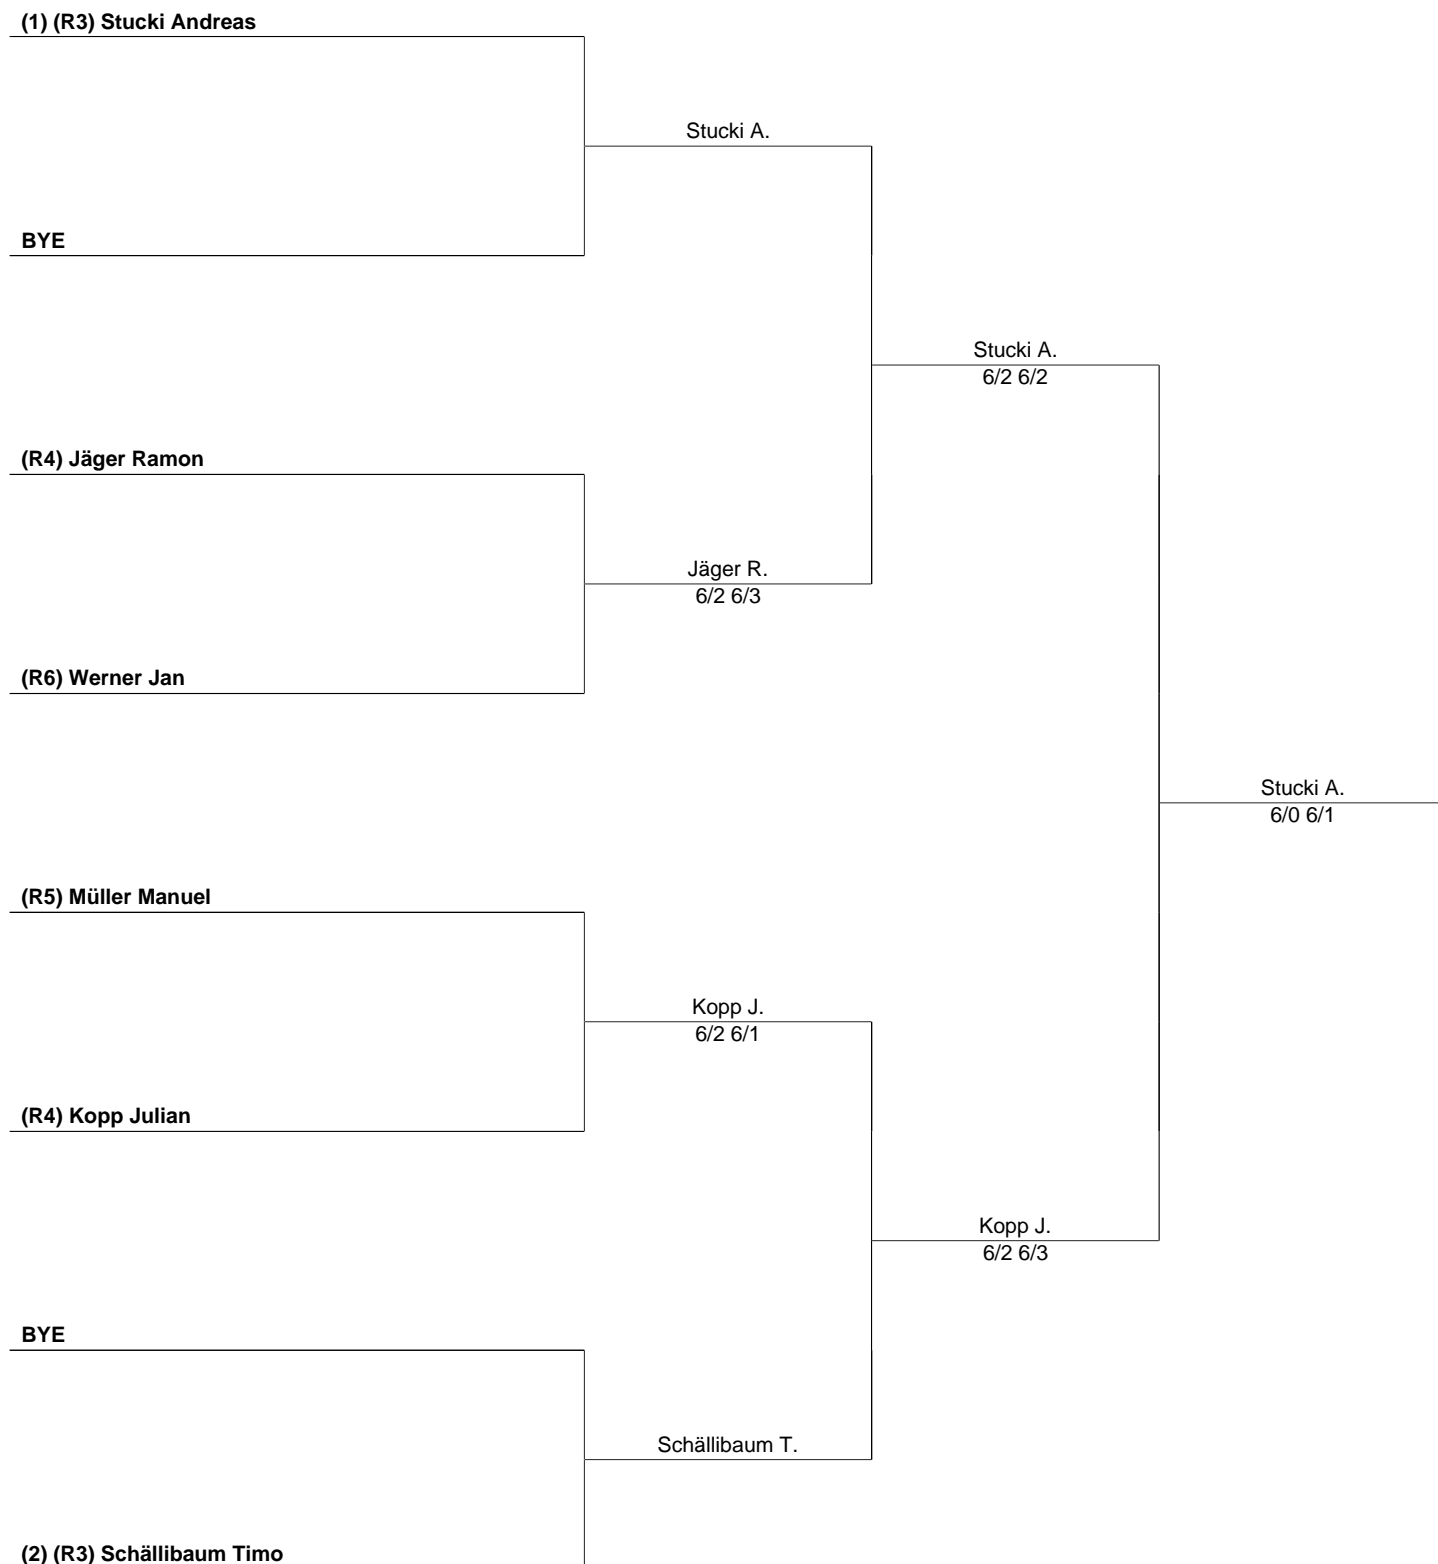 (1) (R3) Stucki Andreas
Stucki A.
BYE
Stucki A.
6/2 6/2
(R4) Jäger Ramon
Jäger R.
6/2 6/3
(R6) Werner Jan
Stucki A.
6/0 6/1
(R5) Müller Manuel
Kopp J.
6/2 6/1
(R4) Kopp Julian
Kopp J.
6/2 6/3
BYE
Schällibaum T.
(2) (R3) Schällibaum Timo